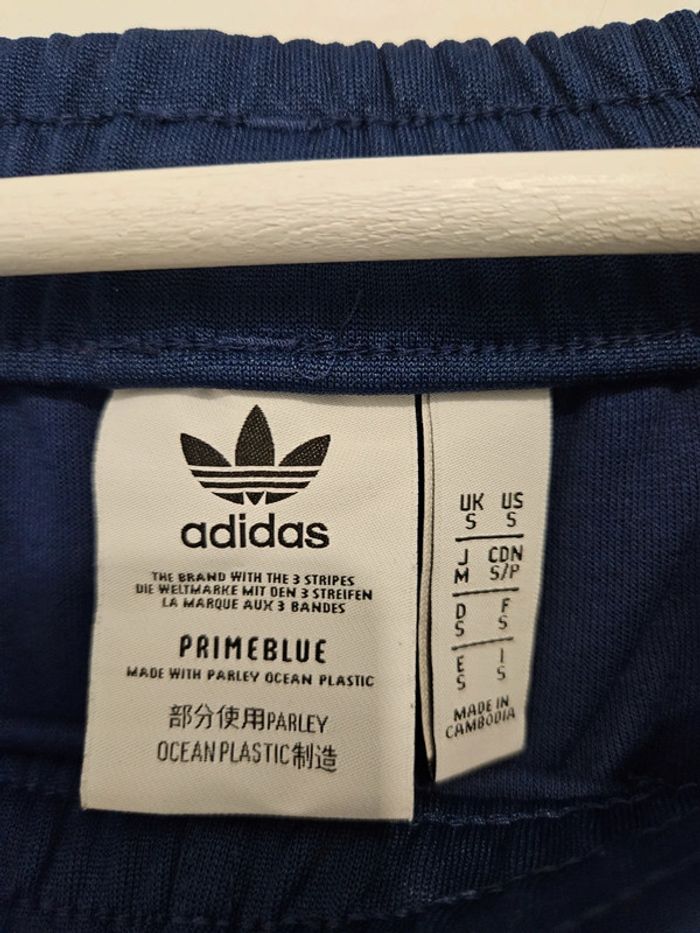 adidas
THE BRAND WITH THE 3 STRIPES
DIE WELTMARKE MIT DEN 3 STREIFEN
LA MARQUE AUX 3 BANDES
PRIMEBLUE
MADE WITH PARLEY OCEAN PLASTIC
部分使用PARLEY
OCEAN PLASTIC制造
UK US
S S
J CDN
M S/P
D F
S S
E I
S S
MADE IN
CAMBODIA